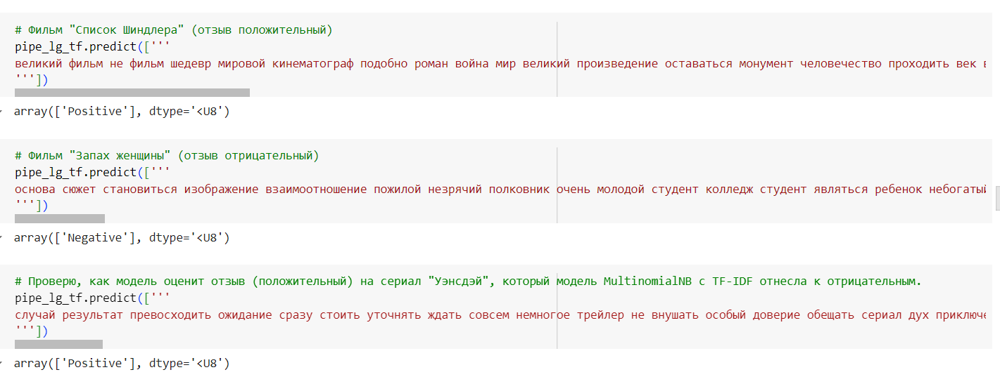 # Фильм "Список Шиндлера" (отзыв положительный)
pipe_lg_tf.predict(['''
великий фильм не фильм шедевр мировой кинематограф подобно роман война мир великий произведение оставаться монумент человечество проходить век
'''])
array(['Positive'], dtype='<U8')
# Фильм "Запах женщины" (отзыв отрицательный)
pipe_lg_tf.predict(['''
основа сюжет становиться изображение взаимоотношение пожилой незрячий полковник очень молодой студент колледж студент являться ребенок небогатый
'''])
array(['Negative'], dtype='<U8')
# Проверю, как модель оценит отзыв (положительный) на сериал "Уэнсдэй", который модель MultinomialNB с TF-IDF отнесла к отрицательным.
pipe_lg_tf.predict(['''
случай результат превосходить ожидание сразу стоить уточнять ждать совсем немногое трейлер не внушать особый доверие обещать сериал дух
'''])
array(['Positive'], dtype='<U8')